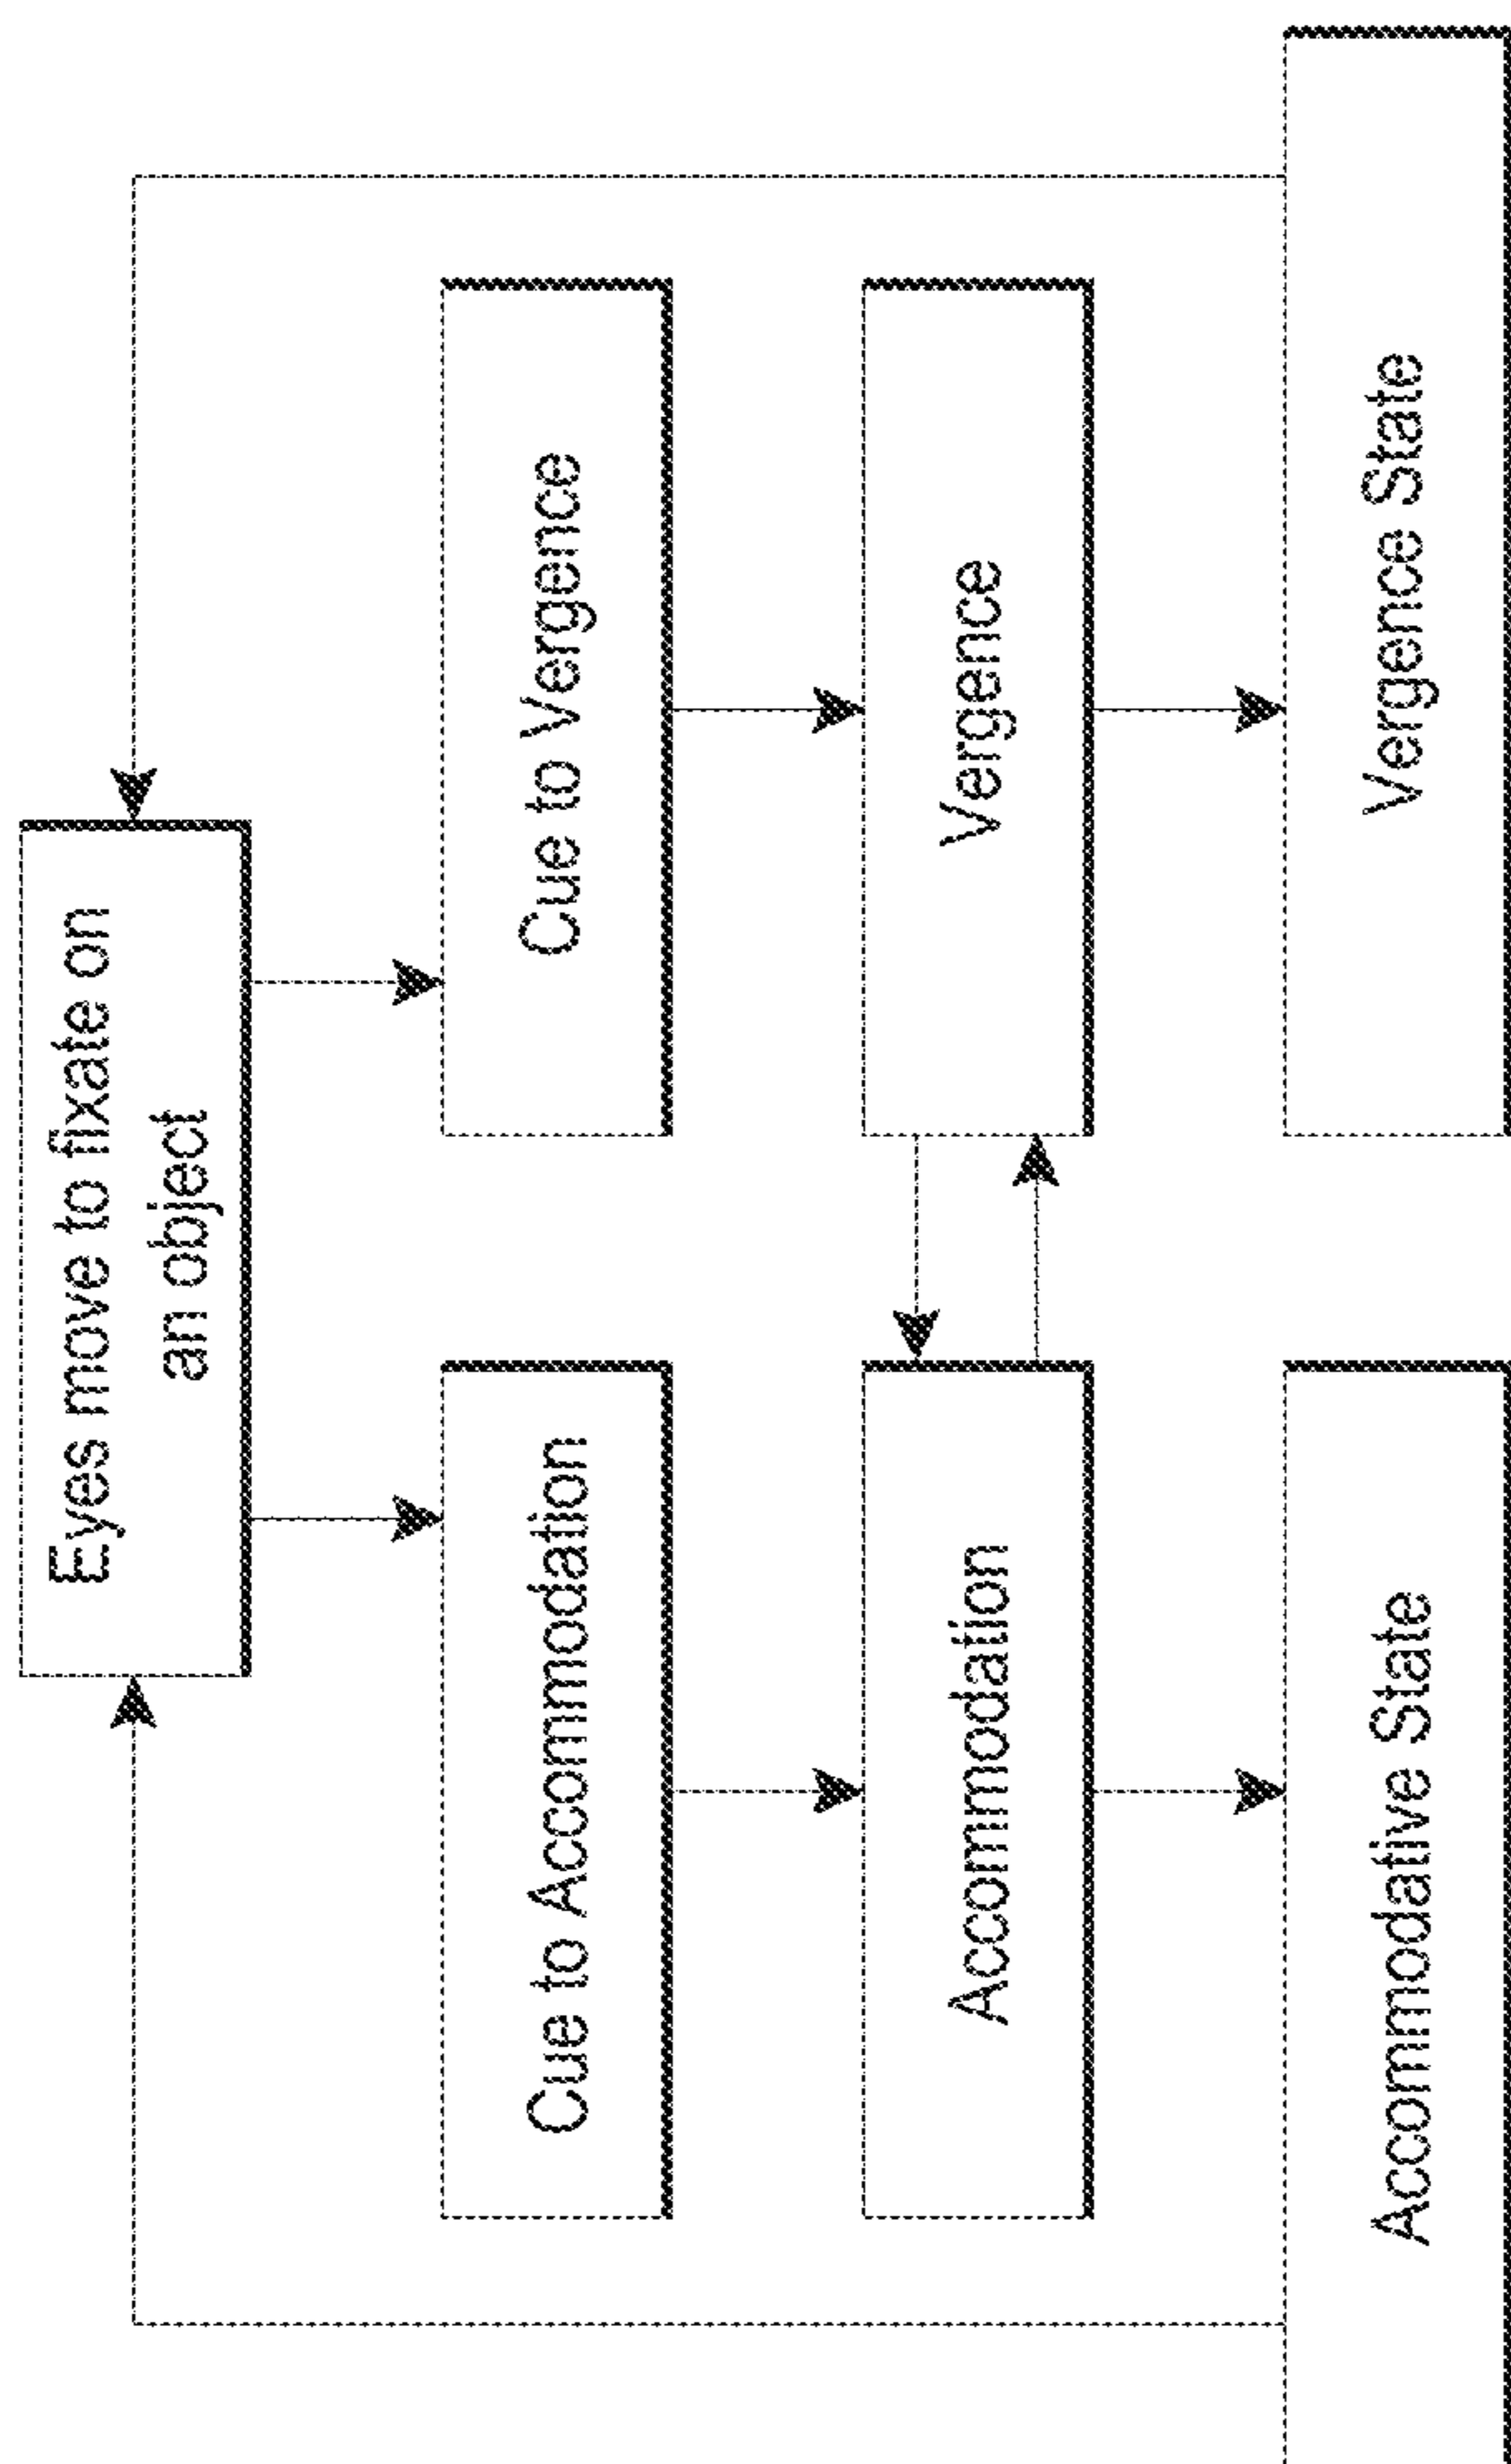 Eyes move to fixate on
an object
Cue to Accommodation
Cue to Vergence
Accommodation
Vergence
Accommodative State
Vergence State